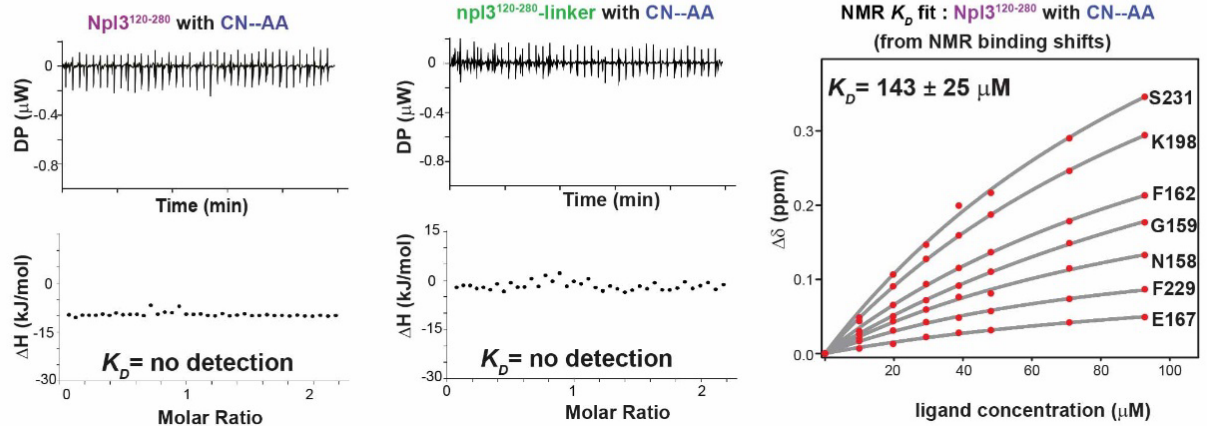 Npl3120-280 with CN--AA
DP (μW)
0
-0.4
-0.8
Time (min)
ΔH (kJ/mol)
0
-15
-30
KD= no detection
0 1 2
Molar Ratio
npl3120-280-linker with CN--AA
DP (μW)
0
-0.4
-0.8
Time (min)
ΔH (kJ/mol)
15
0
-15
-30
KD= no detection
0 1 2
Molar Ratio
NMR KD fit : Npl3120-280 with CN--AA
(from NMR binding shifts)
KD= 143 ± 25 μM
Δδ (ppm)
0.3
0.2
0.1
0.0
S231
K198
F162
G159
N158
F229
E167
0 20 40 60 80 100
ligand concentration (μM)